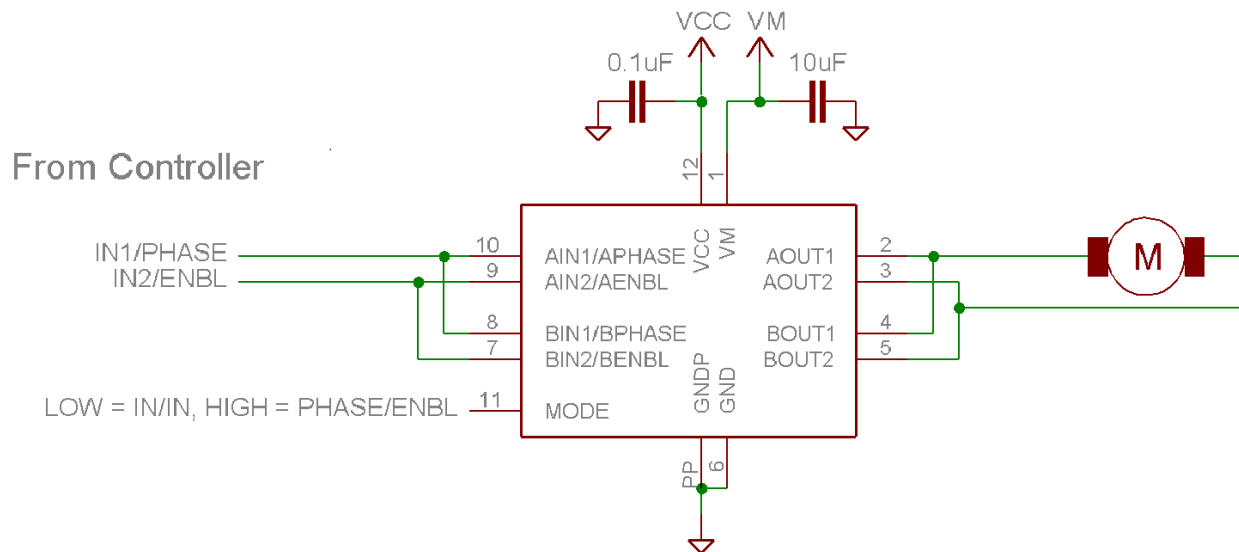 VCC VM
0.1uF 10uF
From Controller
12 1
IN1/PHASE 10 AIN1/APHASE VCC VM AOUT1 2
IN2/ENBL 9 AIN2/AENBL AOUT2 3
M
8 BIN1/BPHASE BOUT1 4
7 BIN2/BENBL GNDP GND BOUT2 5
LOW = IN/IN, HIGH = PHASE/ENBL 11 MODE
PP 6